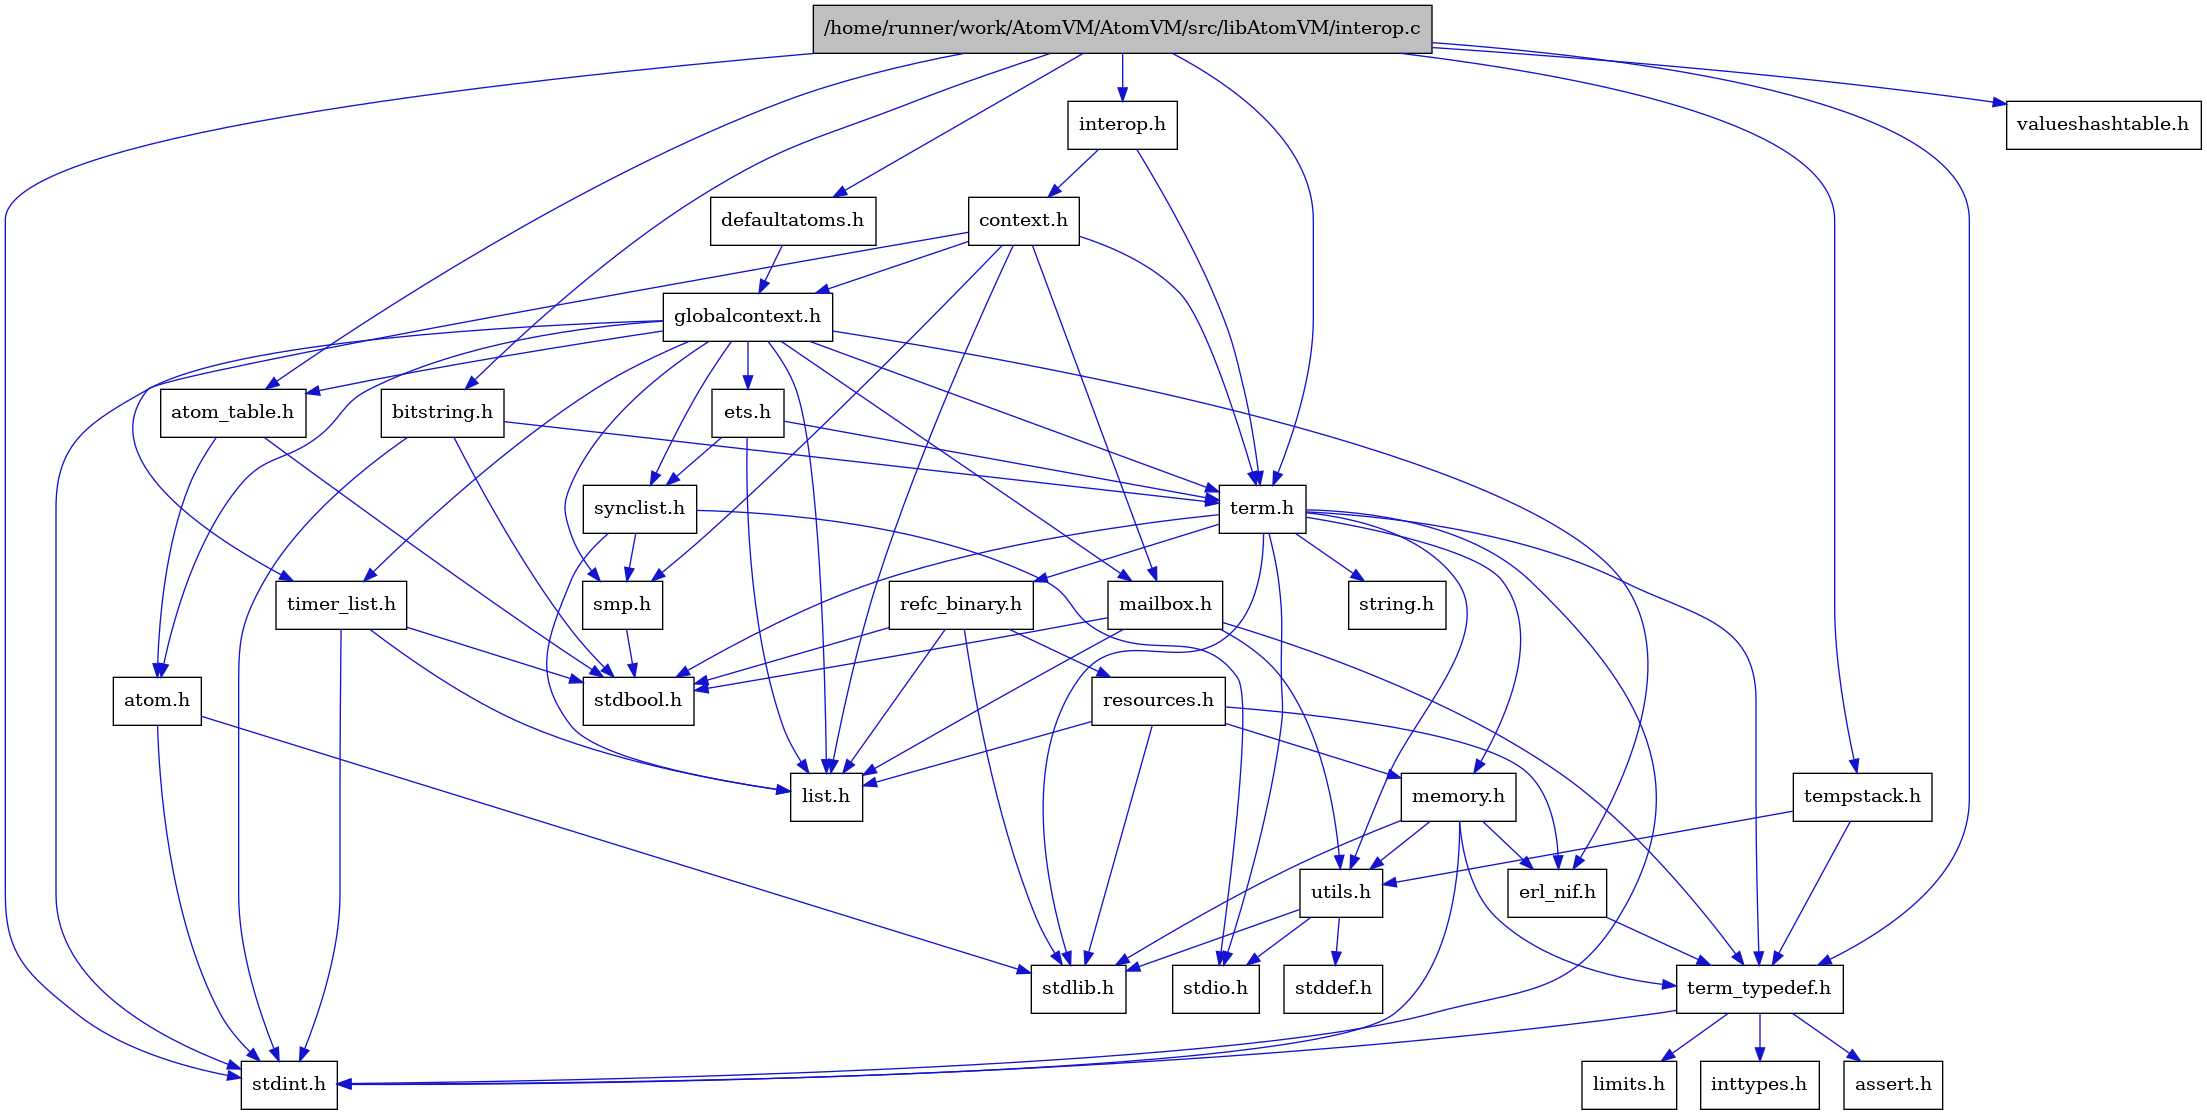 /home/runner/work/AtomVM/AtomVM/src/libAtomVM/interop.c
interop.h
valueshashtable.h
defaultatoms.h
context.h
globalcontext.h
atom_table.h
bitstring.h
ets.h
synclist.h
term.h
timer_list.h
smp.h
refc_binary.h
mailbox.h
string.h
atom.h
stdbool.h
resources.h
list.h
memory.h
tempstack.h
utils.h
erl_nif.h
stdlib.h
stdio.h
stddef.h
term_typedef.h
stdint.h
limits.h
inttypes.h
assert.h